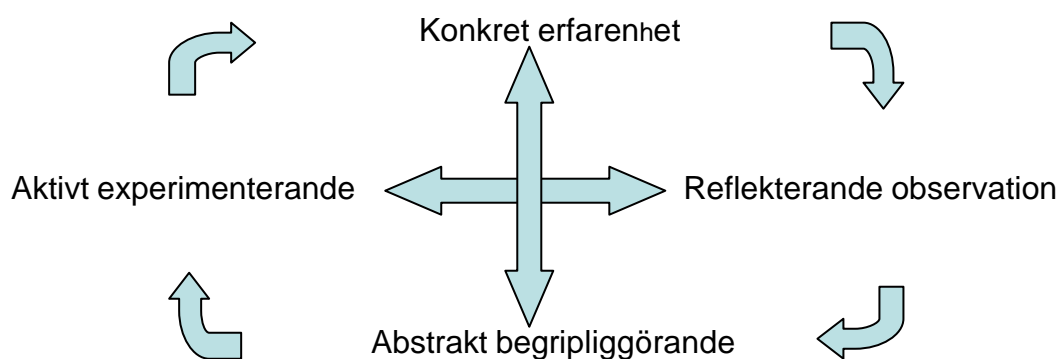 Konkret erfarenhet
Aktivt experimenterande
Reflekterande observation
Abstrakt begripliggörande